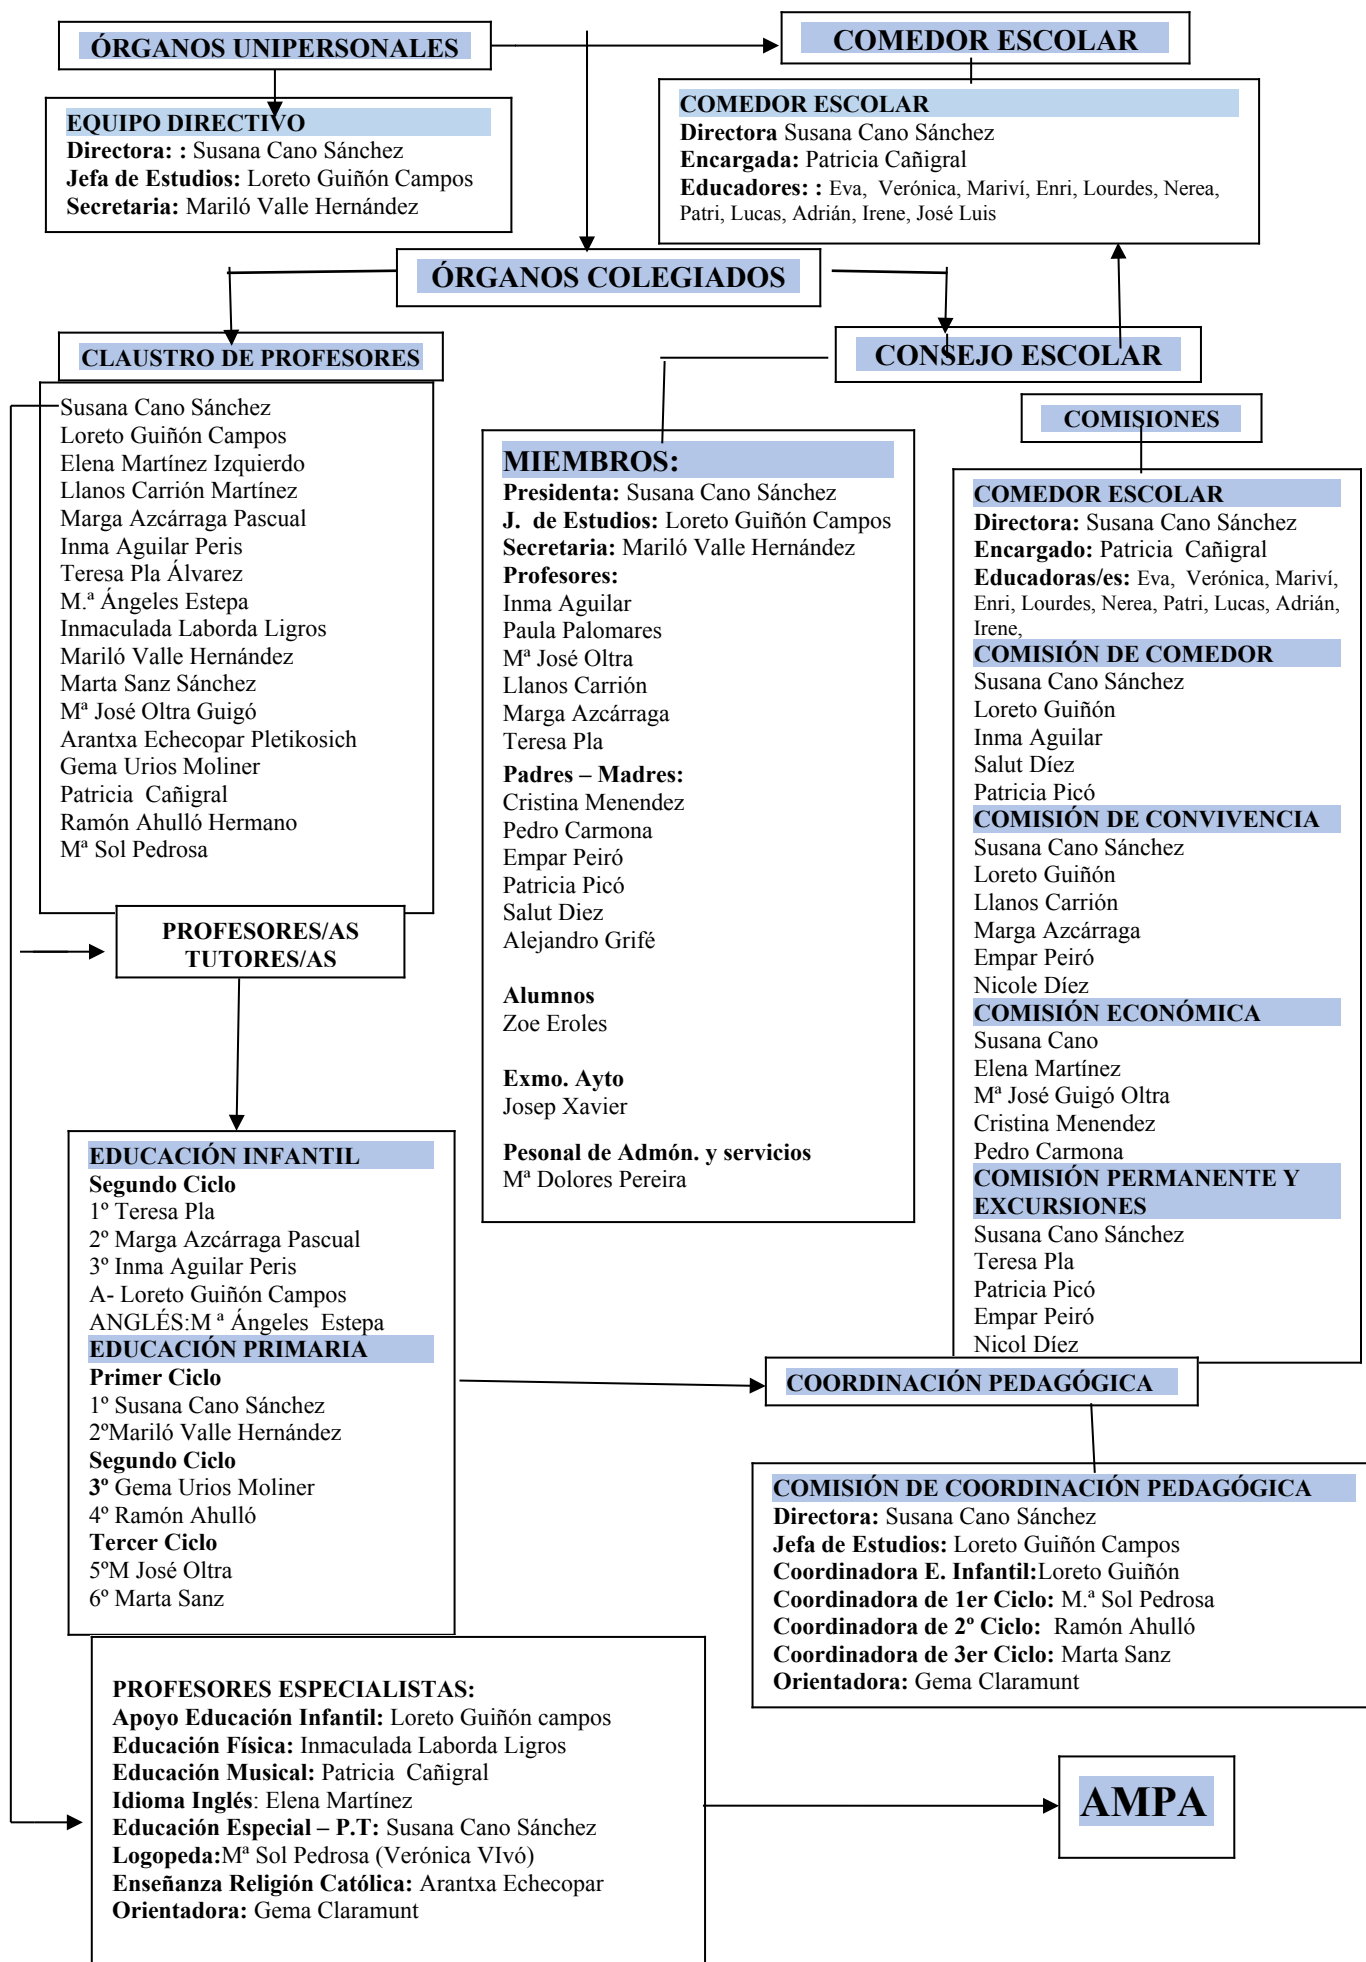 ÓRGANOS UNIPERSONALES
COMEDOR ESCOLAR
EQUIPO DIRECTIVO
Directora: : Susana Cano Sánchez
Jefa de Estudios: Loreto Guiñón Campos
Secretaria: Mariló Valle Hernández
COMEDOR ESCOLAR
Directora Susana Cano Sánchez
Encargada: Patricia Cañigral
Educadores: : Eva, Verónica, Mariví, Enri, Lourdes, Nerea,
Patri, Lucas, Adrián, Irene, José Luis
ÓRGANOS COLEGIADOS
CLAUSTRO DE PROFESORES
CONSEJO ESCOLAR
Susana Cano Sánchez
Loreto Guiñón Campos
Elena Martínez Izquierdo
Llanos Carrión Martínez
Marga Azcárraga Pascual
Inma Aguilar Peris
Teresa Pla Álvarez
M.ª Ángeles Estepa
Inmaculada Laborda Ligros
Mariló Valle Hernández
Marta Sanz Sánchez
Mª José Oltra Guigó
Arantxa Echecopar Pletikosich
Gema Urios Moliner
Patricia Cañigral
Ramón Ahulló Hermano
Mª Sol Pedrosa
PROFESORES/AS
TUTORES/AS
MIEMBROS:
Presidenta: Susana Cano Sánchez
J. de Estudios: Loreto Guiñón Campos
Secretaria: Mariló Valle Hernández
Profesores:
Inma Aguilar
Paula Palomares
Mª José Oltra
Llanos Carrión
Marga Azcárraga
Teresa Pla
Padres – Madres:
Cristina Menendez
Pedro Carmona
Empar Peiró
Patricia Picó
Salut Diez
Alejandro Grifé
Alumnos
Zoe Eroles
Exmo. Ayto
Josep Xavier
Pesonal de Admón. y servicios
Mª Dolores Pereira
COMISIONES
COMEDOR ESCOLAR
Directora: Susana Cano Sánchez
Encargado: Patricia Cañigral
Educadoras/es: Eva, Verónica, Mariví,
Enri, Lourdes, Nerea, Patri, Lucas, Adrián,
Irene,
COMISIÓN DE COMEDOR
Susana Cano Sánchez
Loreto Guiñón
Inma Aguilar
Salut Díez
Patricia Picó
COMISIÓN DE CONVIVENCIA
Susana Cano Sánchez
Loreto Guiñón
Llanos Carrión
Marga Azcárraga
Empar Peiró
Nicole Díez
COMISIÓN ECONÓMICA
Susana Cano
Elena Martínez
Mª José Guigó Oltra
Cristina Menendez
Pedro Carmona
COMISIÓN PERMANENTE Y
EXCURSIONES
Susana Cano Sánchez
Teresa Pla
Patricia Picó
Empar Peiró
Nicol Díez
EDUCACIÓN INFANTIL
Segundo Ciclo
1º Teresa Pla
2º Marga Azcárraga Pascual
3º Inma Aguilar Peris
A- Loreto Guiñón Campos
ANGLÉS:M ª Ángeles Estepa
EDUCACIÓN PRIMARIA
Primer Ciclo
1º Susana Cano Sánchez
2ºMariló Valle Hernández
Segundo Ciclo
3º Gema Urios Moliner
4º Ramón Ahulló
Tercer Ciclo
5ºM José Oltra
6º Marta Sanz
COORDINACIÓN PEDAGÓGICA
COMISIÓN DE COORDINACIÓN PEDAGÓGICA
Directora: Susana Cano Sánchez
Jefa de Estudios: Loreto Guiñón Campos
Coordinadora E. Infantil:Loreto Guiñón
Coordinadora de 1er Ciclo: M.ª Sol Pedrosa
Coordinadora de 2º Ciclo: Ramón Ahulló
Coordinadora de 3er Ciclo: Marta Sanz
Orientadora: Gema Claramunt
PROFESORES ESPECIALISTAS:
Apoyo Educación Infantil: Loreto Guiñón campos
Educación Física: Inmaculada Laborda Ligros
Educación Musical: Patricia Cañigral
Idioma Inglés: Elena Martínez
Educación Especial – P.T: Susana Cano Sánchez
Logopeda:Mª Sol Pedrosa (Verónica VIvó)
Enseñanza Religión Católica: Arantxa Echecopar
Orientadora: Gema Claramunt
AMPA